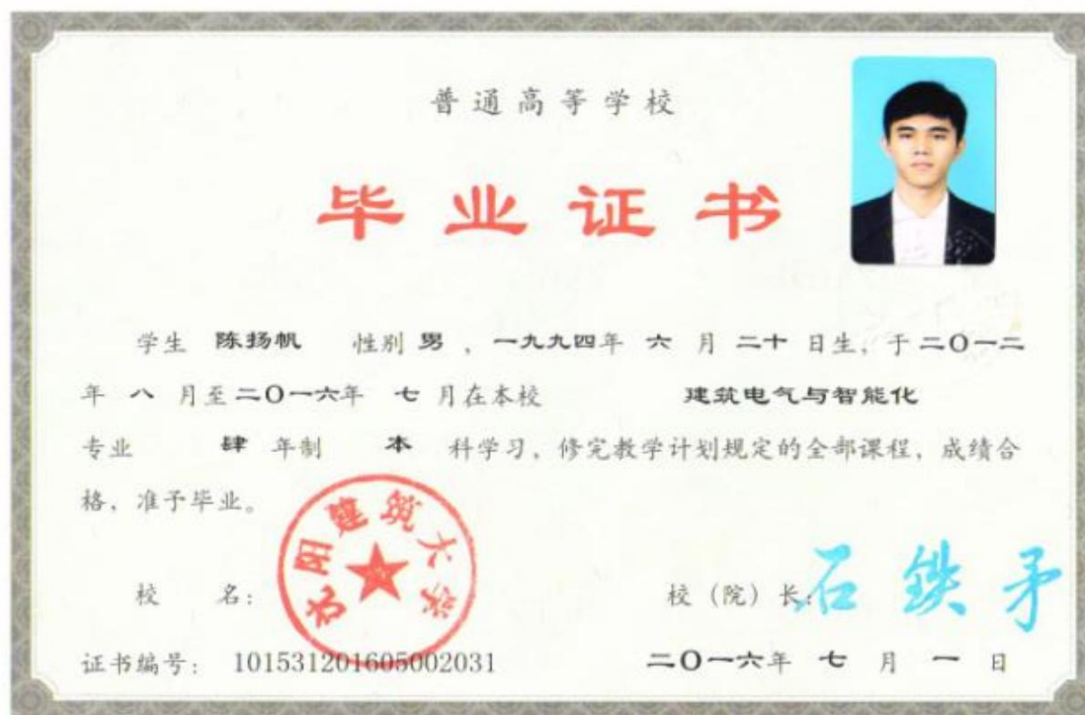 普通高等学校
毕业证书
学生 陈扬帆 性别 男 ，一九九四年 六 月 二十 日生，于 二〇一二
年 八 月至 二〇一六年 七 月在本校 建筑电气与智能化
专业 肆 年制 本 科学习，修完教学计划规定的全部课程，成绩合
格，准予毕业。
沈阳建筑大学
校 名： 校（院）长： 石铁矛
证书编号： 101531201605002031 二〇一六年 七 月 一 日